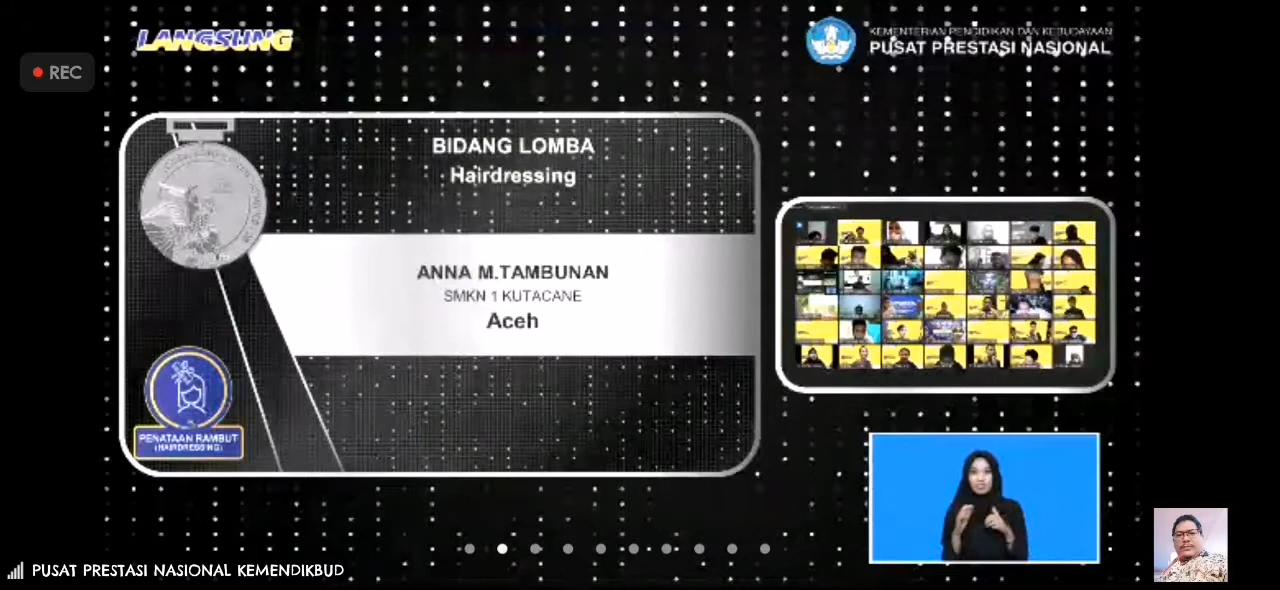 LANGSUNG
KEMENTERIAN PENDIDIKAN DAN KEBUDAYAAN
PUSAT PRESTASI NASIONAL
REC
BIDANG LOMBA
Hairdressing
ANNA M.TAMBUNAN
SMKN 1 KUTACANE
Aceh
PENATAAN RAMBUT
(HAIRDRESSING)
PUSAT PRESTASI NASIONAL KEMENDIKBUD